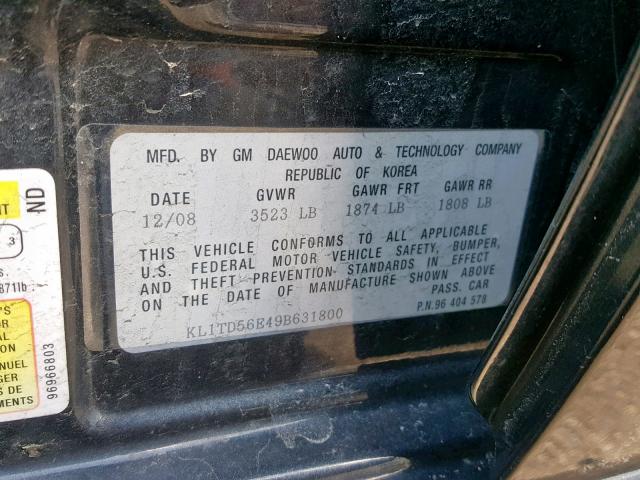 MFD. BY GM DAEWOO AUTO & TECHNOLOGY COMPANY
REPUBLIC OF KOREA
DATE GVWR GAWR FRT GAWR RR
12/08 3523 LB 1874 LB 1808 LB
THIS VEHICLE CONFORMS TO ALL APPLICABLE
U.S. FEDERAL MOTOR VEHICLE SAFETY, BUMPER,
AND THEFT PREVENTION STANDARDS IN EFFECT
ON THE DATE OF MANUFACTURE SHOWN ABOVE
PASS. CAR
P.N.96 404 578
KL1TD56E49B631800
ND
3
871lb
96966803